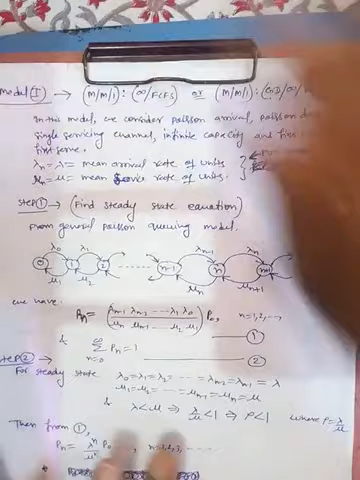 Model (I) → (M/M/1): (∞/FCFS) or (M/M/1): (GD/∞/
In this model, we consider poisson arrival, poisson
single servicing channel, infinite capacity and first
first serve.
λn = λ = mean arrival rate of units
μn = μ = mean service rate of units.
Step (1) → (Find steady state equation)
From general poisson queuing model.
λ0 λ1 λn-1 λn
0 1 2 ...... n-1 n n+1
μ1 μ2 μn μn+1
we have.
Pn = (λn-1 λn-2 ---- λ1 λ0 / μn μn-1 ---- μ2 μ1) P0, n=1,2,...
——— (1)
& ∞Σn=0 Pn = 1 ——— (2)
Step (2) →
For steady state λ0 = λ1 = λ2 = ---- = λn-2 = λn-1 = λ
μ1 = μ2 = ---- = μn-1 = μn = μ
& λ < μ ⇒ λ/μ < 1 ⇒ ρ < 1 where ρ = λ/μ
Then from (1),
Pn = λ^n/μ^n P0, n=1,2,3,.....